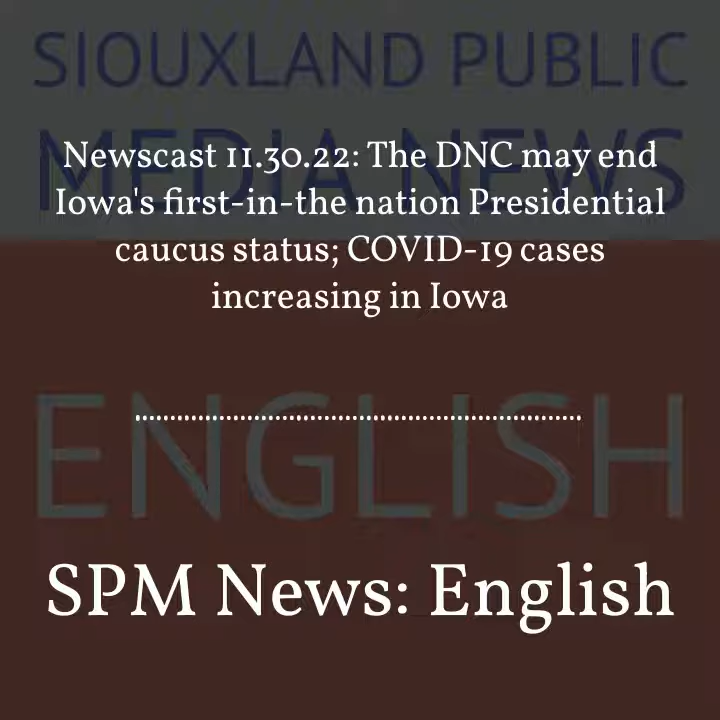 SIOUXLAND PUBLIC
MEDIA NEWS
Newscast 11.30.22: The DNC may end
Iowa's first-in-the nation Presidential
caucus status; COVID-19 cases
increasing in Iowa
ENGLISH
SPM News: English